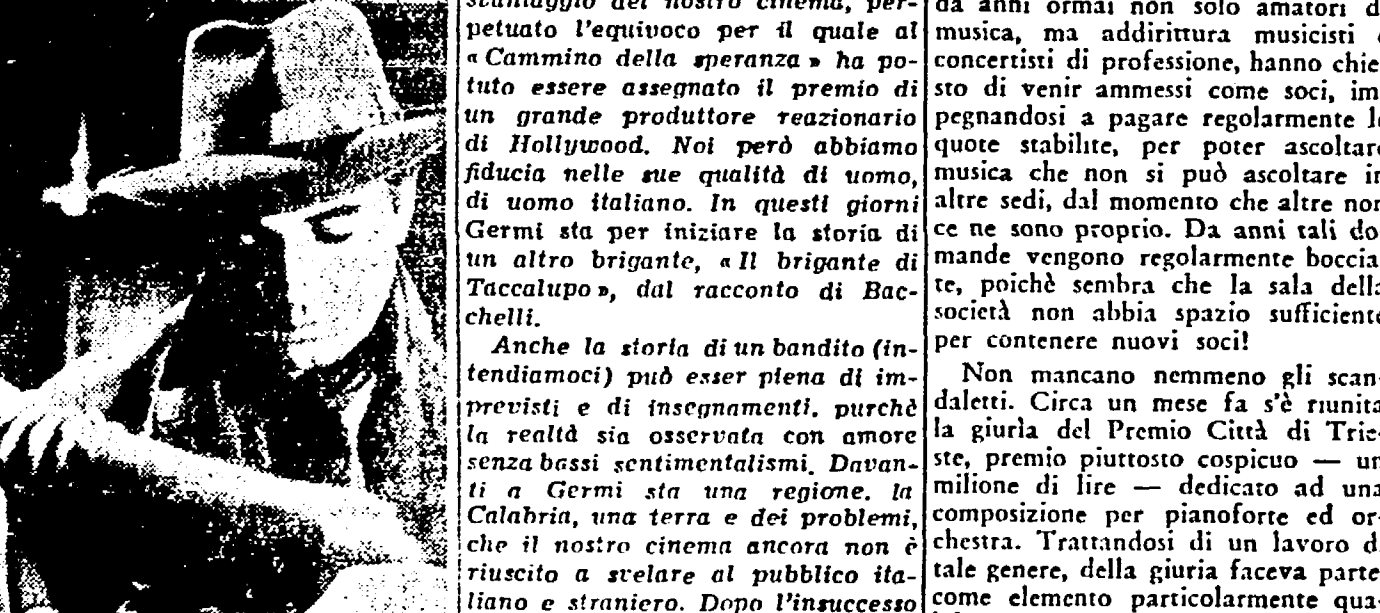 svantaggio del nostro cinema, per-
petuato l'equivoco per il quale al
« Cammino della speranza » ha po-
tuto essere assegnato il premio di
un grande produttore reazionario
di Hollywood. Noi però abbiamo
fiducia nelle sue qualità di uomo,
di uomo italiano. In questi giorni
Germi sta per iniziare la storia di
un altro brigante, « Il brigante di
Taccalupo », dal racconto di Bac-
chelli.
Anche la storia di un bandito (in-
tendiamoci) può esser piena di im-
previsti e di insegnamenti. purchè
la realtà sia osservata con amore
senza bassi sentimentalismi. Davan-
ti a Germi sta una regione. la
Calabria, una terra e dei problemi,
che il nostro cinema ancora non è
riuscito a svelare al pubblico ita-
liano e straniero. Dopo l'insuccesso
da anni ormai non solo amatori d
musica, ma addirittura musicisti
concertisti di professione, hanno chie
sto di venir ammessi come soci, im
pegnandosi a pagare regolarmente l
quote stabilite, per poter ascoltar
musica che non si può ascoltare i
altre sedi, dal momento che altre non
ce ne sono proprio. Da anni tali do-
mande vengono regolarmente boccia-
te, poichè sembra che la sala della
società non abbia spazio sufficiente
per contenere nuovi soci!
Non mancano nemmeno gli scan-
daletti. Circa un mese fa s'è riunita
la giuria del Premio Città di Trie-
ste, premio piuttosto cospicuo — un
milione di lire — dedicato ad una
composizione per pianoforte ed or-
chestra. Trattandosi di un lavoro d
tale genere, della giuria faceva parte
come elemento particolarmente qua-